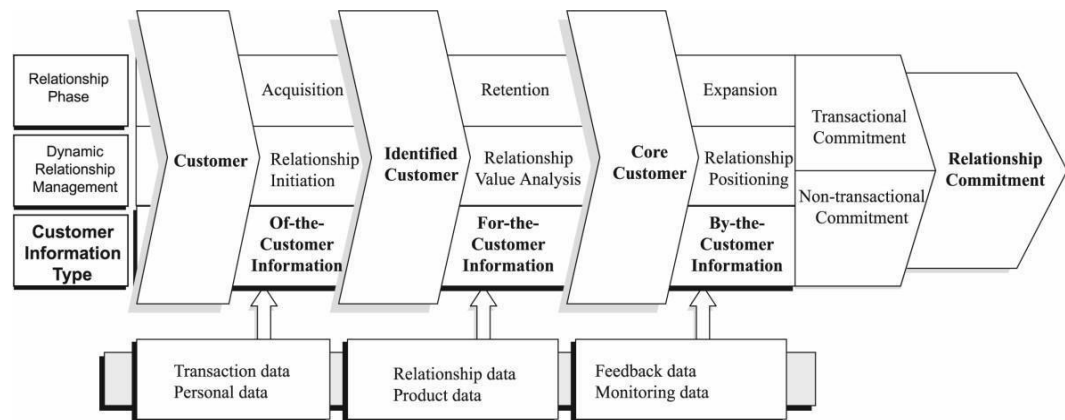 Relationship
Phase
Acquisition
Retention
Expansion
Dynamic
Relationship
Management
Customer
Relationship
Initiation
Identified
Customer
Relationship
Value Analysis
Core
Customer
Relationship
Positioning
Customer
Information
Type
Of-the-
Customer
Information
For-the-
Customer
Information
By-the-
Customer
Information
Transactional
Commitment
Non-transactional
Commitment
Relationship
Commitment
Transaction data
Personal data
Relationship data
Product data
Feedback data
Monitoring data